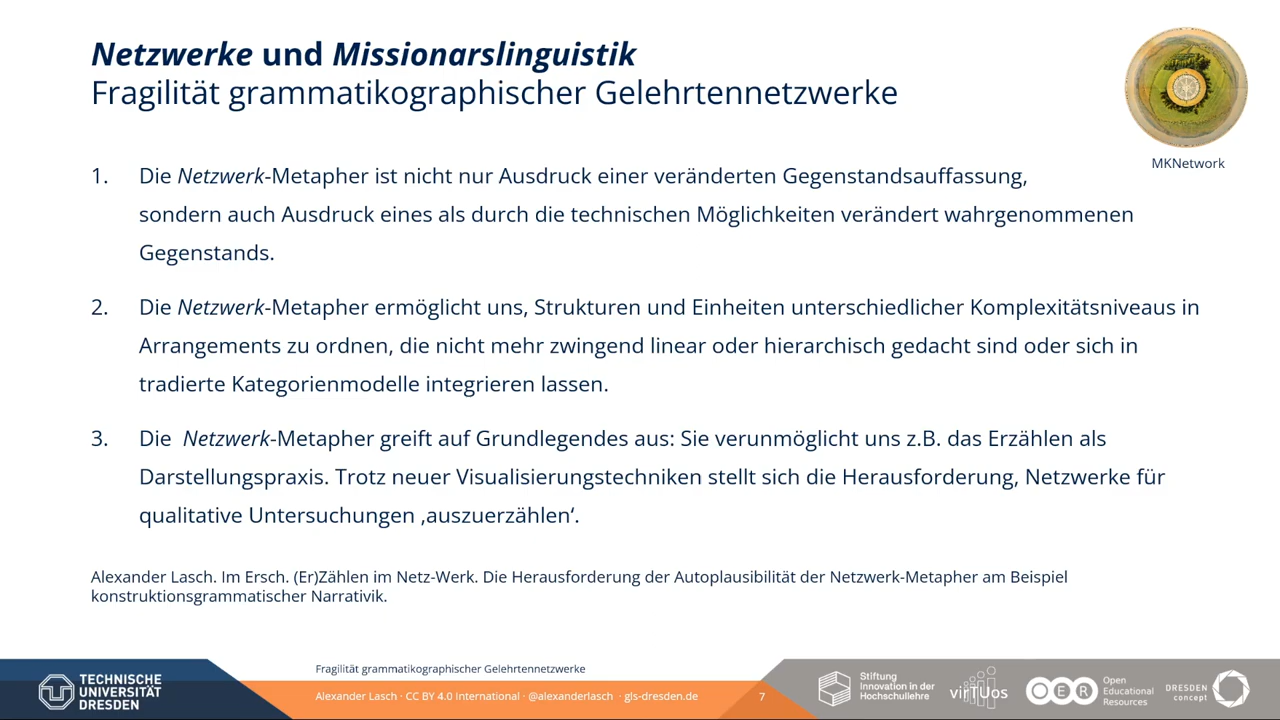 Netzwerke und Missionarslinguistik
Fragilität grammatikographischer Gelehrtennetzwerke
MKNetwork
1. Die Netzwerk-Metapher ist nicht nur Ausdruck einer veränderten Gegenstandsauffassung,
sondern auch Ausdruck eines als durch die technischen Möglichkeiten verändert wahrgenommenen
Gegenstands.
2. Die Netzwerk-Metapher ermöglicht uns, Strukturen und Einheiten unterschiedlicher Komplexitätsniveaus in
Arrangements zu ordnen, die nicht mehr zwingend linear oder hierarchisch gedacht sind oder sich in
tradierte Kategorienmodelle integrieren lassen.
3. Die Netzwerk-Metapher greift auf Grundlegendes aus: Sie verunmöglicht uns z.B. das Erzählen als
Darstellungspraxis. Trotz neuer Visualisierungstechniken stellt sich die Herausforderung, Netzwerke für
qualitative Untersuchungen ‚auszuerzählen‘.
Alexander Lasch. Im Ersch. (Er)Zählen im Netz-Werk. Die Herausforderung der Autoplausibilität der Netzwerk-Metapher am Beispiel
konstruktionsgrammatischer Narrativik.
TECHNISCHE
UNIVERSITÄT
DRESDEN
Fragilität grammatikographischer Gelehrtennetzwerke
Alexander Lasch · CC BY 4.0 International · @alexanderlasch · gls-dresden.de
7
Stiftung
Innovation in der
Hochschullehre
virTUos
OER
Open
Educational
Resources
DRESDEN
concept